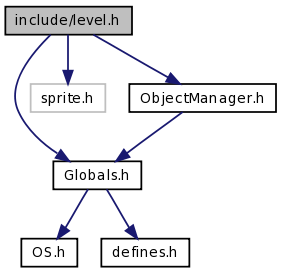 include/level.h
sprite.h
ObjectManager.h
Globals.h
OS.h
defines.h